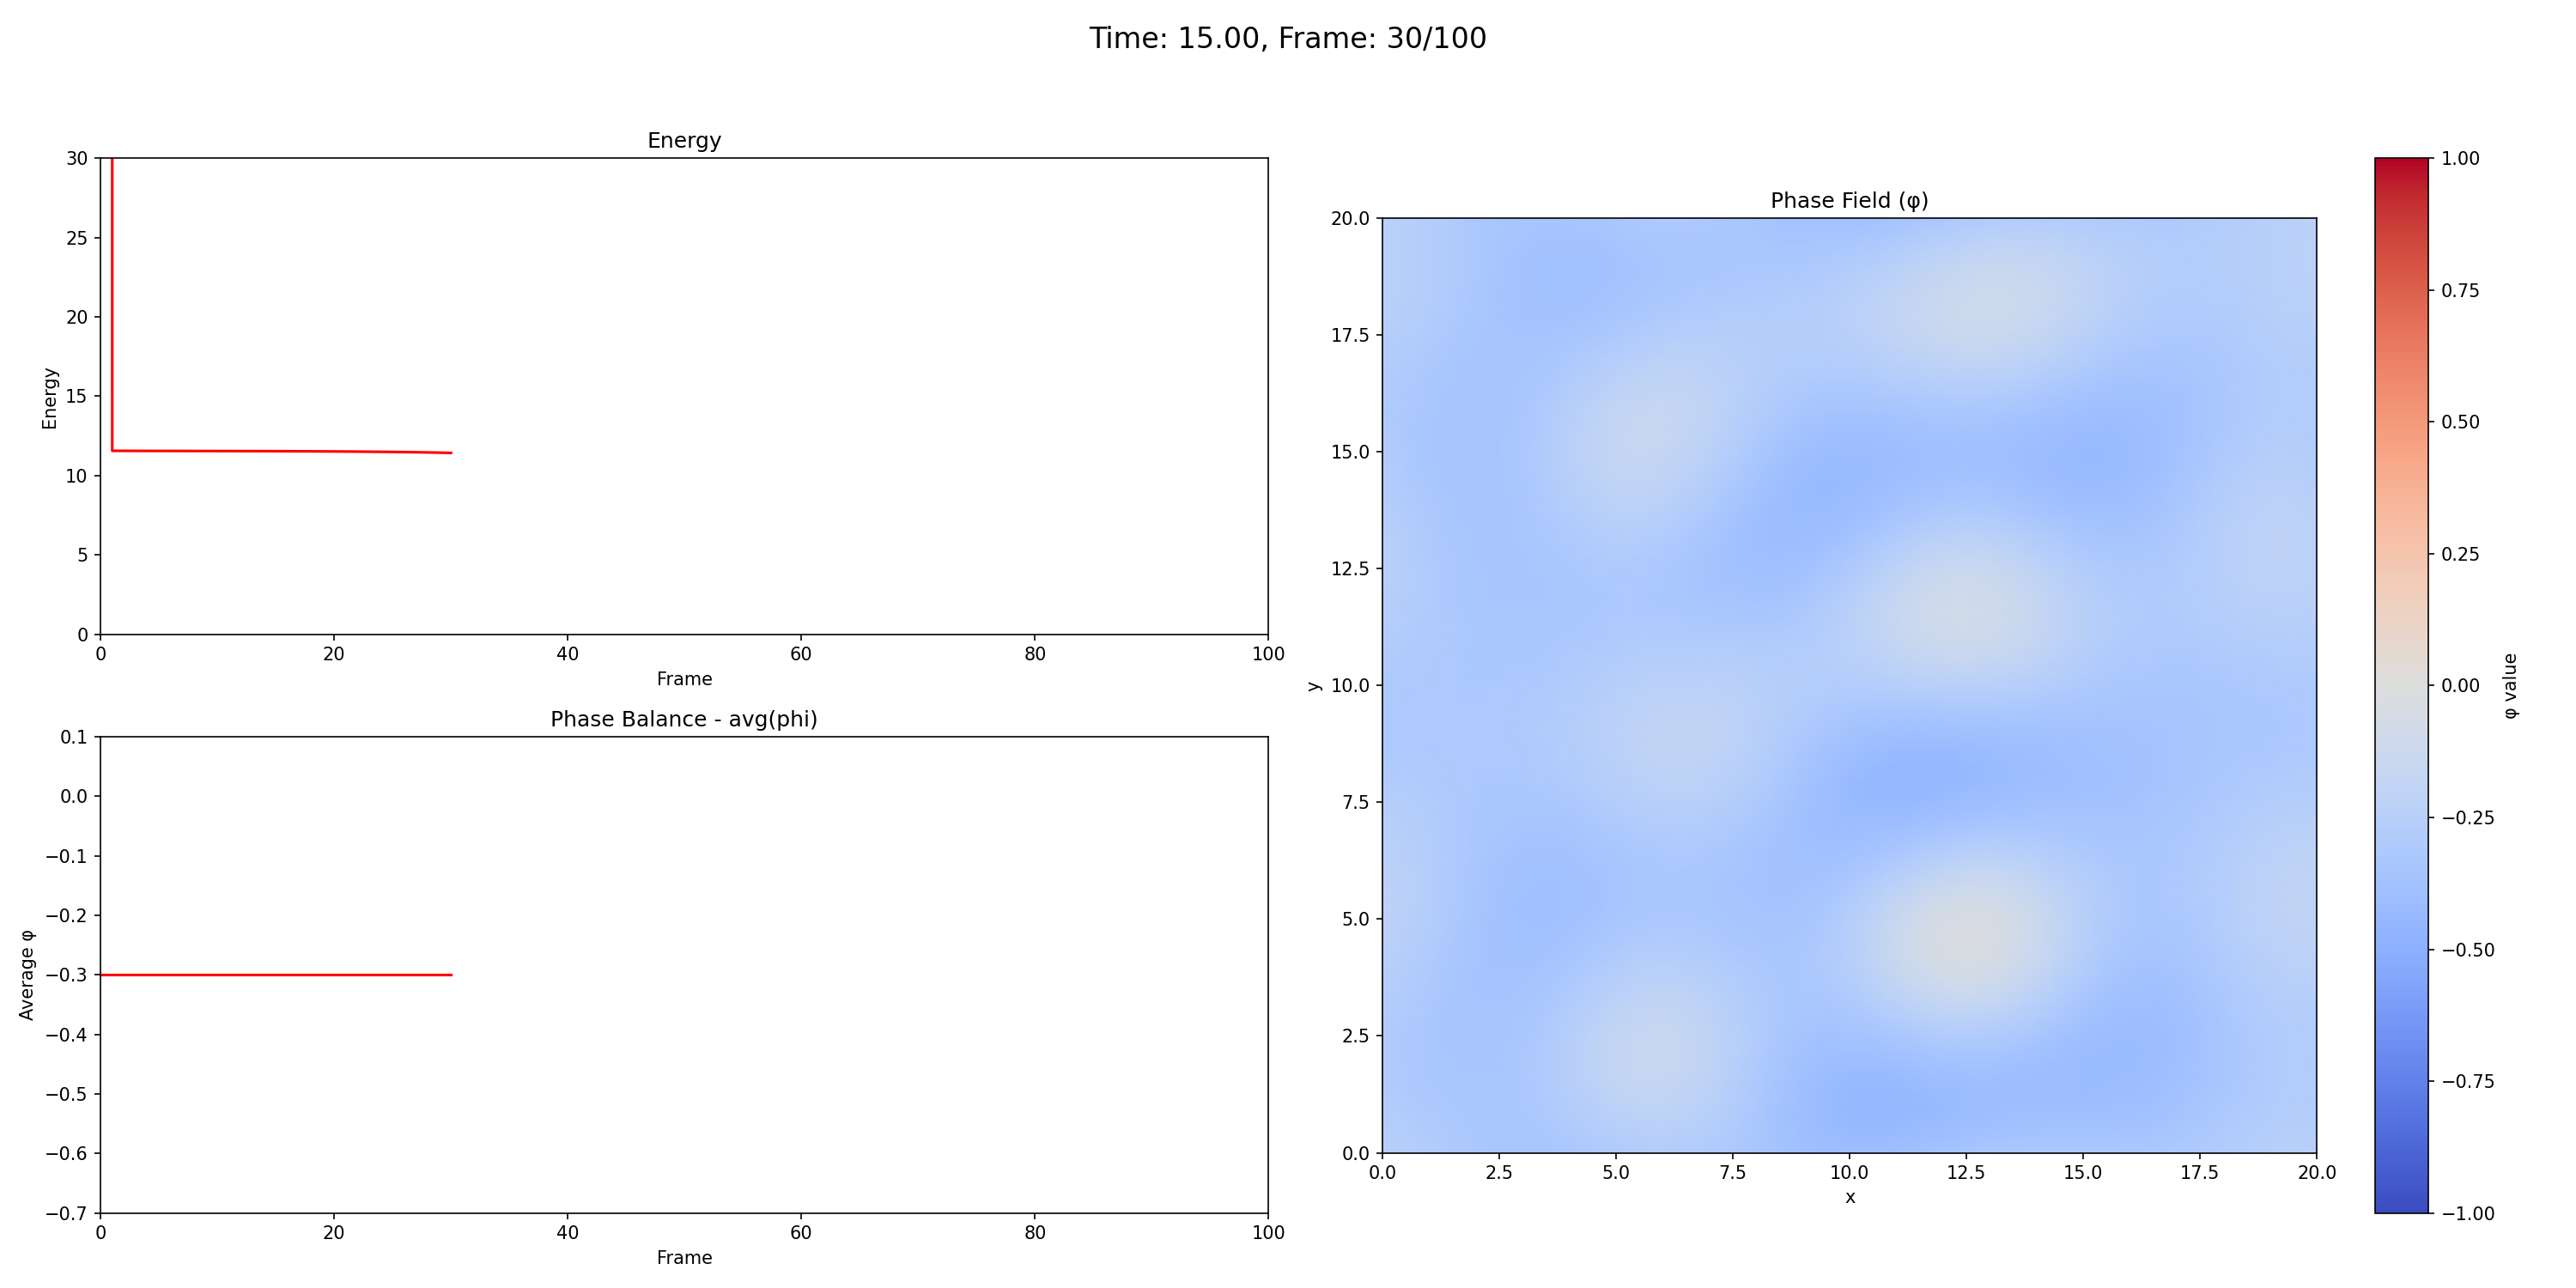 Time: 15.00, Frame: 30/100
Energy
30
25
20
15
10
5
0
Energy
0 20 40 60 80 100
Frame
Phase Balance - avg(phi)
0.1
0.0
−0.1
−0.2
−0.3
−0.4
−0.5
−0.6
−0.7
Average φ
0 20 40 60 80 100
Frame
Phase Field (φ)
20.0
17.5
15.0
12.5
10.0
7.5
5.0
2.5
0.0
y
0.0 2.5 5.0 7.5 10.0 12.5 15.0 17.5 20.0
x
1.00
0.75
0.50
0.25
0.00
−0.25
−0.50
−0.75
−1.00
φ value